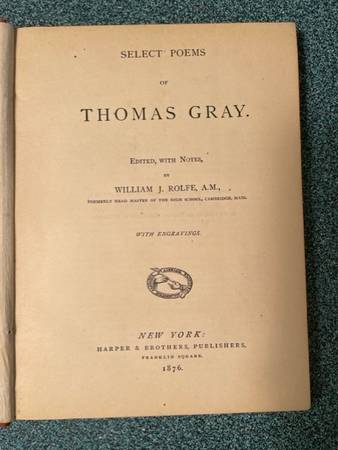 SELECT POEMS
OF
THOMAS GRAY.
EDITED, WITH NOTES,
BY
WILLIAM J. ROLFE, A.M.,
FORMERLY HEAD MASTER OF THE HIGH SCHOOL, CAMBRIDGE, MASS.
WITH ENGRAVINGS.
NEW YORK:
HARPER & BROTHERS, PUBLISHERS,
FRANKLIN SQUARE.
1876.